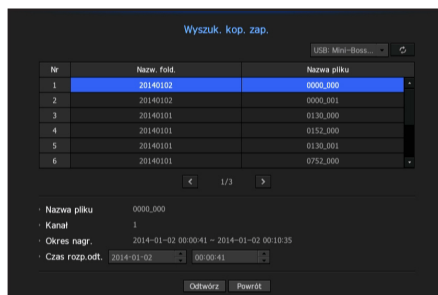 Wyszuk. kop. zap.
USB: Mini-Boss...
Nr Nazw. fold. Nazwa pliku
1 20140102 0000_000
2 20140102 0000_001
3 20140101 0130_000
4 20140101 0152_000
5 20140101 0130_001
6 20140101 0752_000
< 1/3 >
Nazwa pliku 0000_000
Kanał 1
Okres nagr. 2014-01-02 00:00:41 ~ 2014-01-02 00:10:35
Czas rozp.odt. 2014-01-02 00:00:41
Odtwórz Powrót